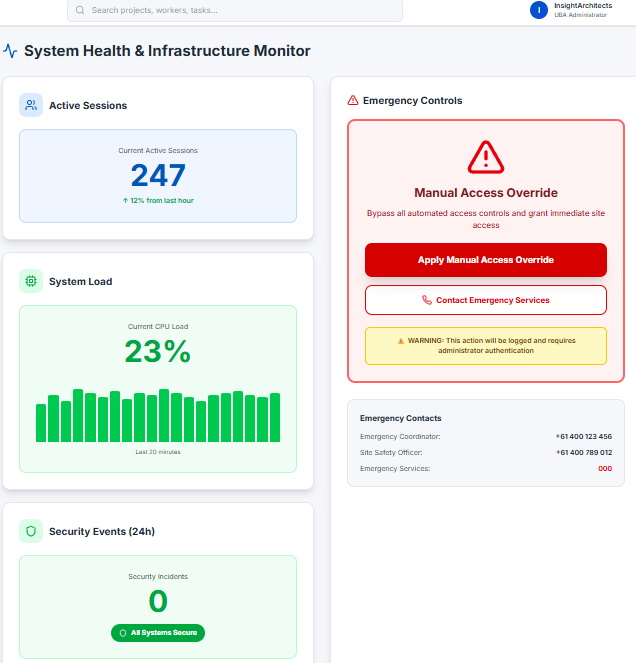 Search projects, workers, tasks...
I
InsightArchitects
UBA Administrator
System Health & Infrastructure Monitor
Active Sessions
Current Active Sessions
247
↑ 12% from last hour
System Load
Current CPU Load
23%
Last 20 minutes
Security Events (24h)
Security Incidents
0
All Systems Secure
Emergency Controls
Manual Access Override
Bypass all automated access controls and grant immediate site
access
Apply Manual Access Override
Contact Emergency Services
⚠ WARNING: This action will be logged and requires
administrator authentication
Emergency Contacts
Emergency Coordinator: +61 400 123 456
Site Safety Officer: +61 400 789 012
Emergency Services: 000